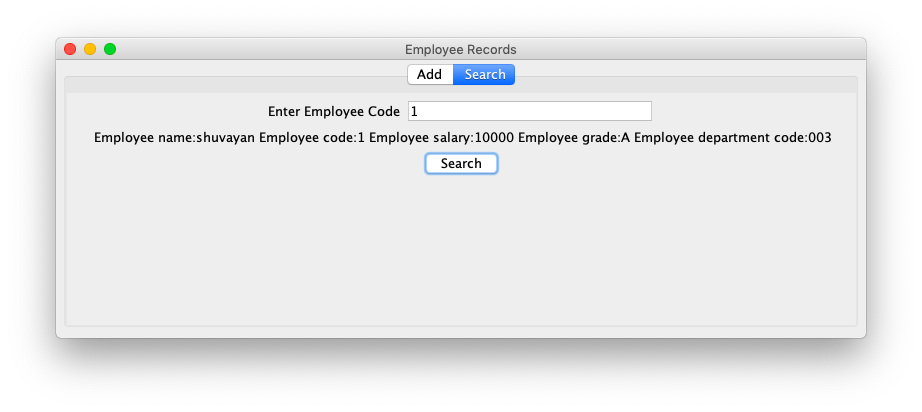 Employee Records
Add Search
Enter Employee Code 1
Employee name:shuvayan Employee code:1 Employee salary:10000 Employee grade:A Employee department code:003
Search